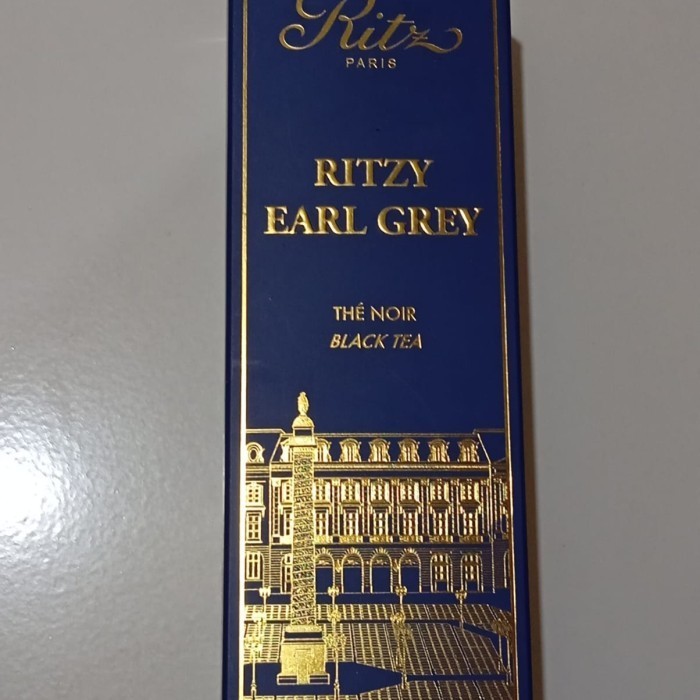 Ritz
PARIS
RITZY
EARL GREY
THÉ NOIR
BLACK TEA